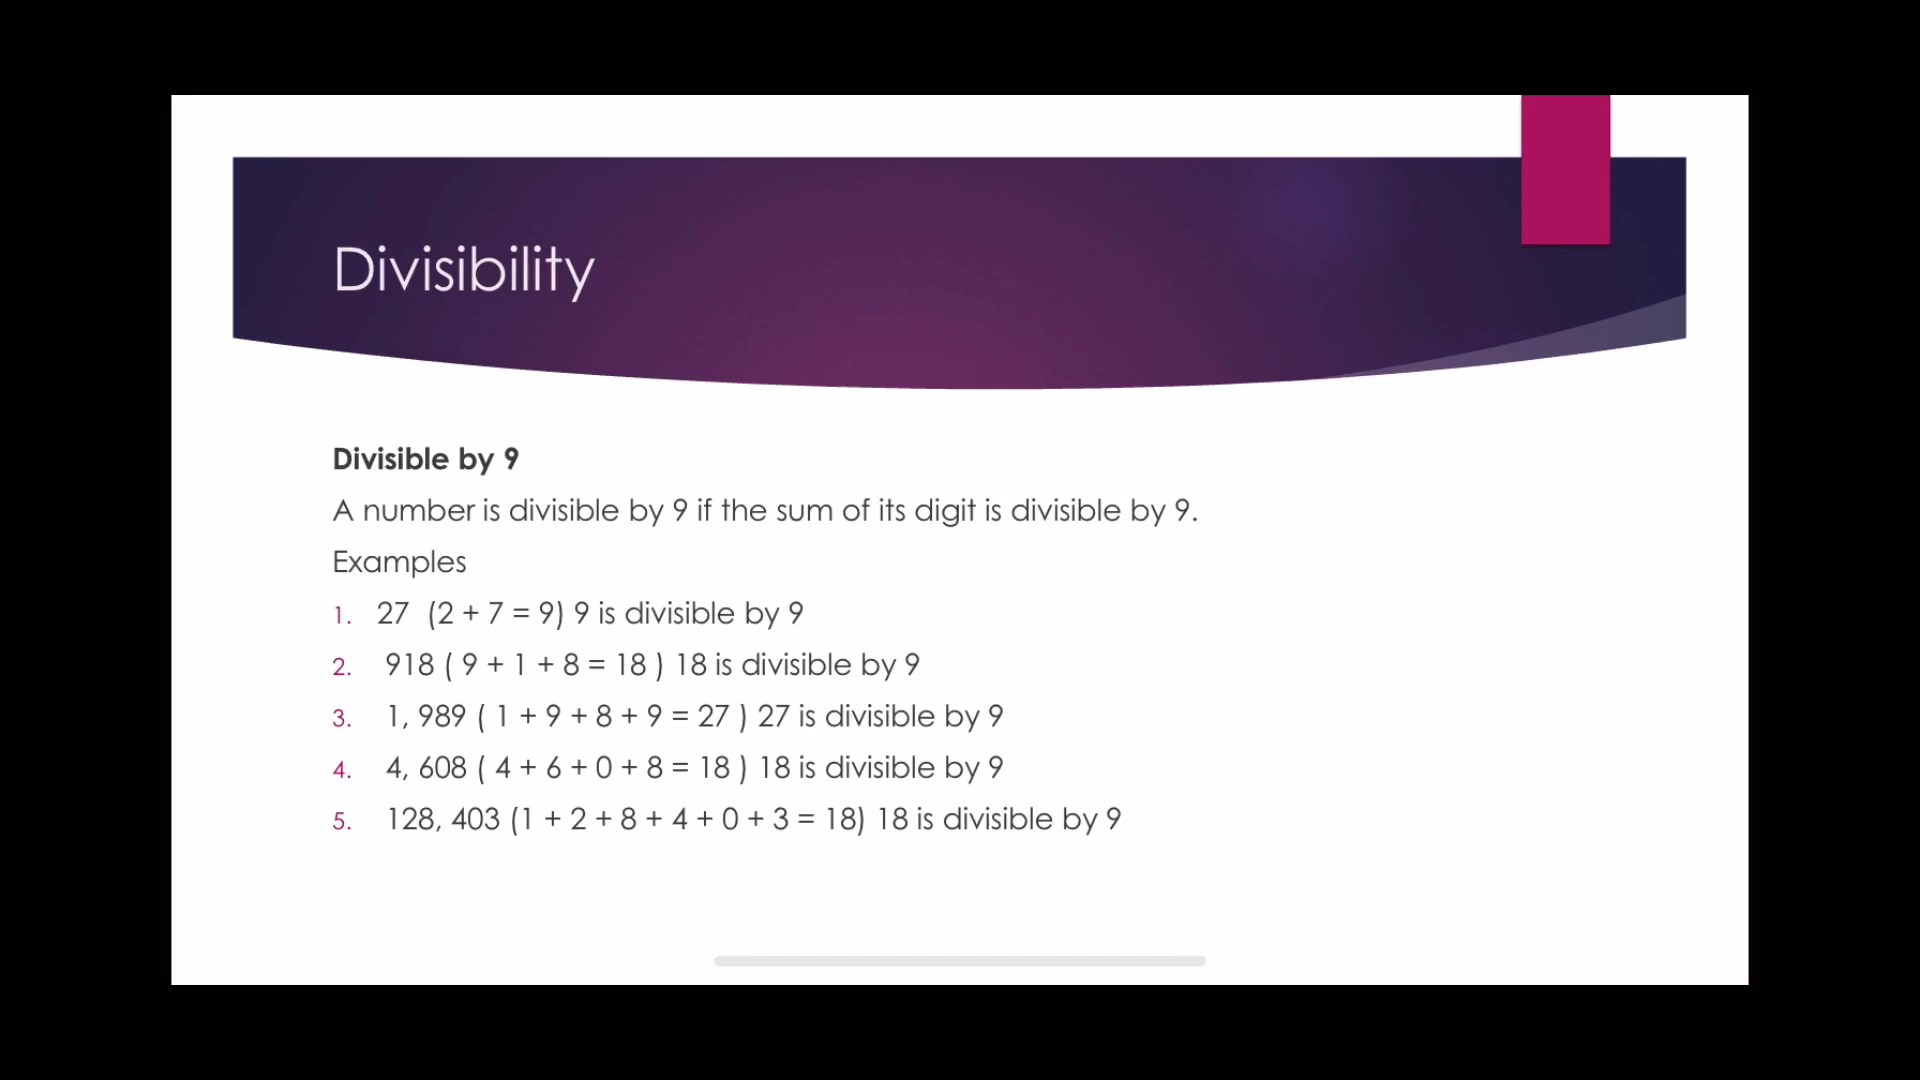 Divisibility
Divisible by 9
A number is divisible by 9 if the sum of its digit is divisible by 9.
Examples
1. 27 (2 + 7 = 9) 9 is divisible by 9
2. 918 ( 9 + 1 + 8 = 18 ) 18 is divisible by 9
3. 1, 989 ( 1 + 9 + 8 + 9 = 27 ) 27 is divisible by 9
4. 4, 608 ( 4 + 6 + 0 + 8 = 18 ) 18 is divisible by 9
5. 128, 403 (1 + 2 + 8 + 4 + 0 + 3 = 18) 18 is divisible by 9